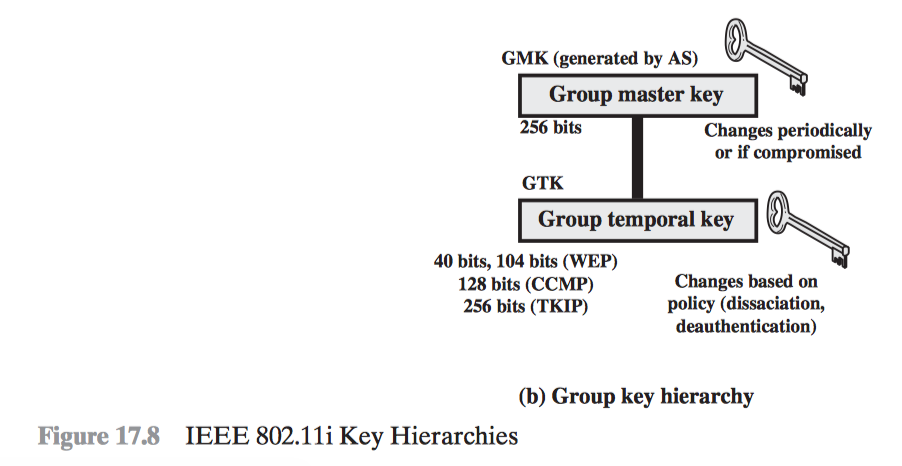 GMK (generated by AS)
Group master key
256 bits
Changes periodically
or if compromised
GTK
Group temporal key
40 bits, 104 bits (WEP)
128 bits (CCMP)
256 bits (TKIP)
Changes based on
policy (dissaciation,
deauthentication)
(b) Group key hierarchy
Figure 17.8 IEEE 802.11i Key Hierarchies